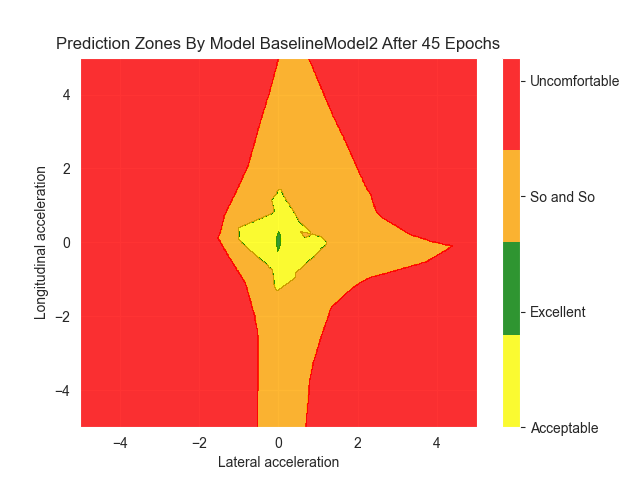 Prediction Zones By Model BaselineModel2 After 45 Epochs
Longitudinal acceleration
4
2
0
−2
−4
−4 −2 0 2 4
Lateral acceleration
Uncomfortable
So and So
Excellent
Acceptable